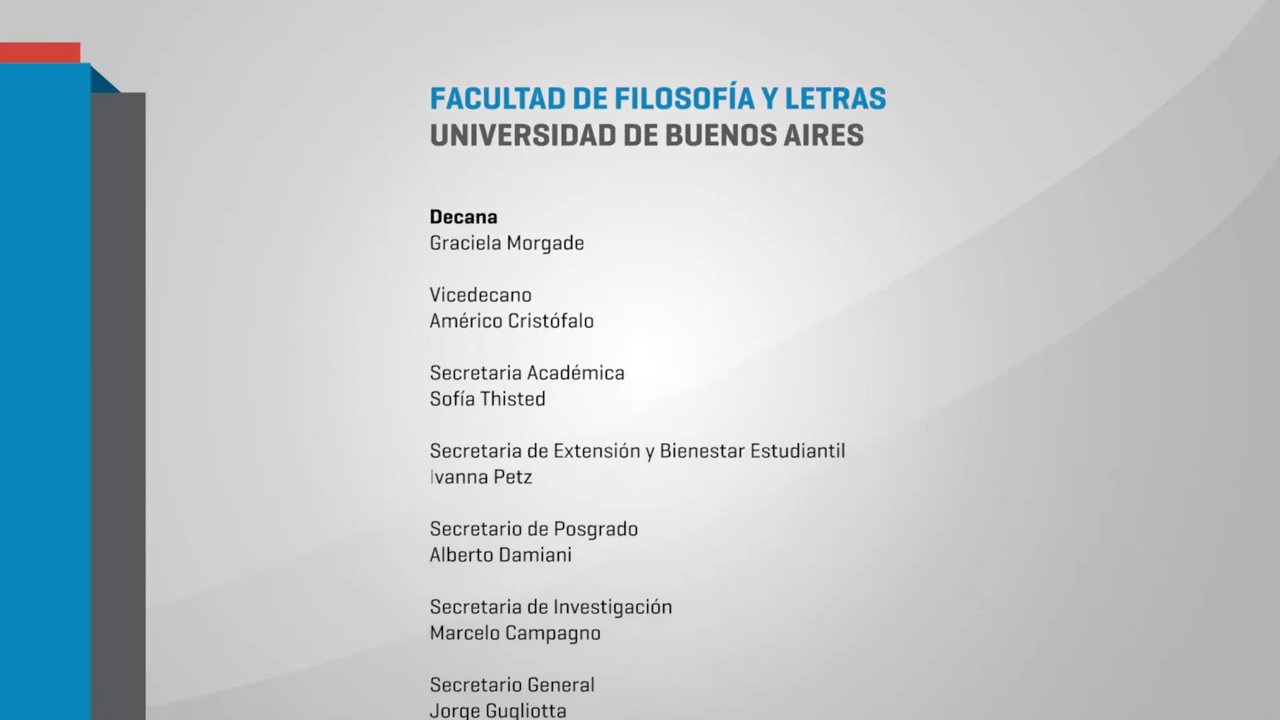 FACULTAD DE FILOSOFÍA Y LETRAS
UNIVERSIDAD DE BUENOS AIRES
Decana
Graciela Morgade
Vicedecano
Américo Cristófalo
Secretaria Académica
Sofía Thisted
Secretaria de Extensión y Bienestar Estudiantil
Ivanna Petz
Secretario de Posgrado
Alberto Damiani
Secretaria de Investigación
Marcelo Campagno
Secretario General
Jorge Gugliotta